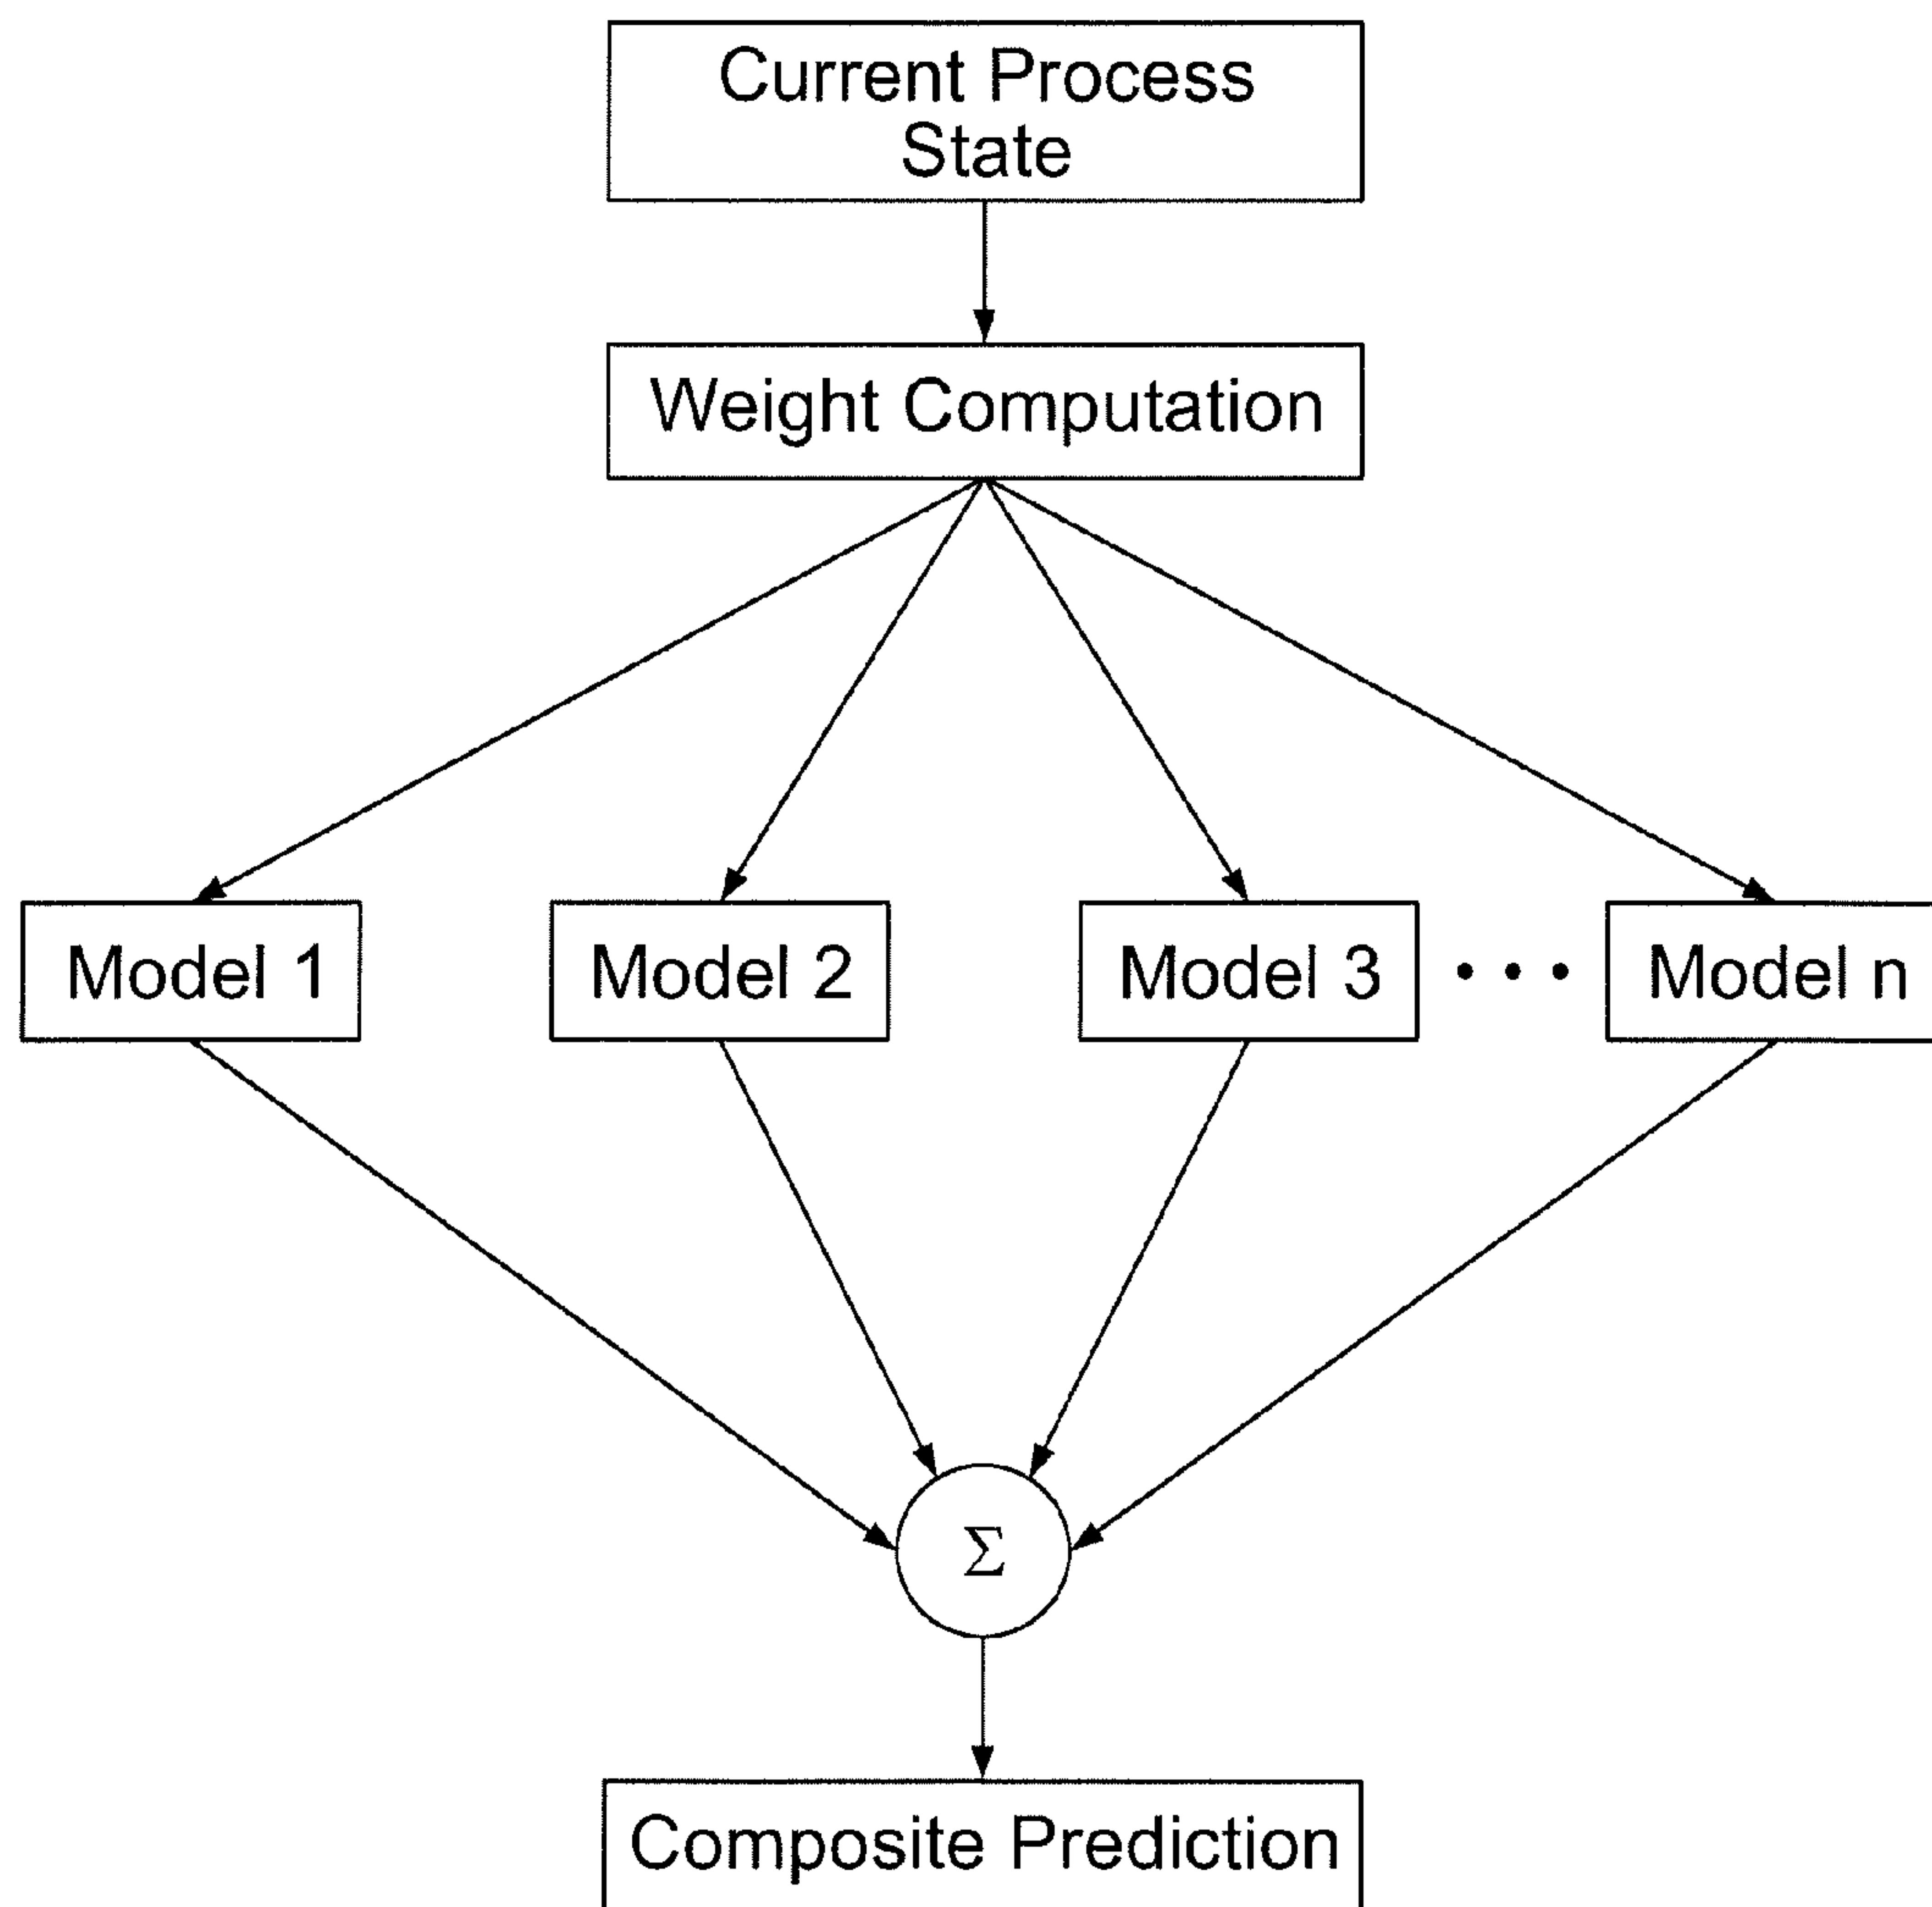 Current Process
State
Weight Computation
Model 1
Model 2
Model 3
• • •
Model n
Σ
Composite Prediction